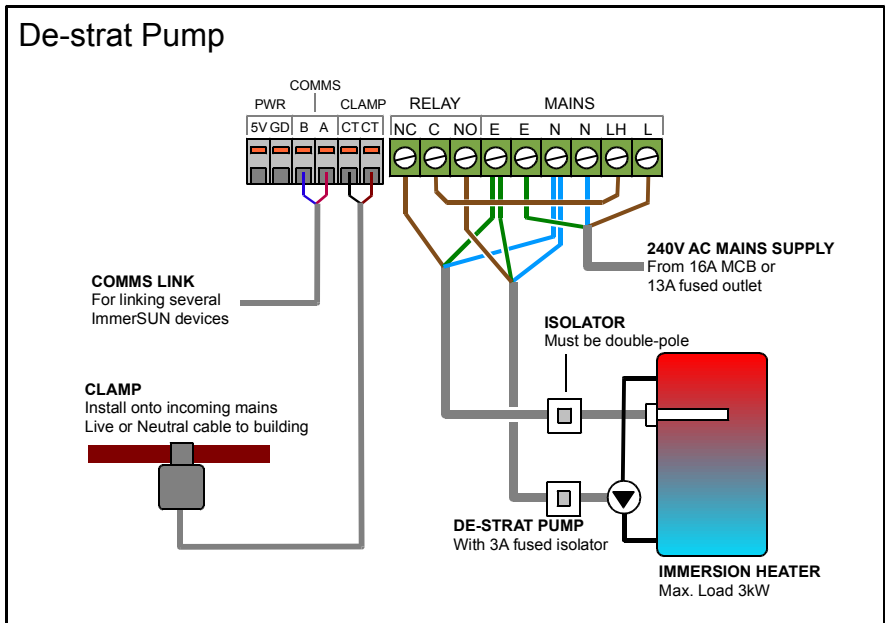 De-strat Pump
COMMS
PWR CLAMP RELAY MAINS
5V GD B A CT CT NC C NO E E N N LH L
240V AC MAINS SUPPLY
From 16A MCB or
13A fused outlet
COMMS LINK
For linking several
ImmerSUN devices
ISOLATOR
Must be double-pole
CLAMP
Install onto incoming mains
Live or Neutral cable to building
DE-STRAT PUMP
With 3A fused isolator
IMMERSION HEATER
Max. Load 3kW